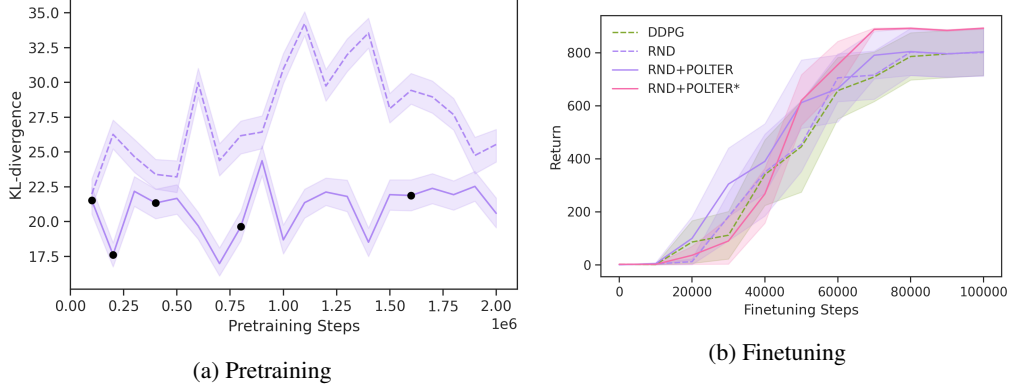 35.0
32.5
30.0
27.5
25.0
22.5
20.0
17.5
KL-divergence
0.00 0.25 0.50 0.75 1.00 1.25 1.50 1.75 2.00
Pretraining Steps
1e6
(a) Pretraining
DDPG
RND
RND+POLTER
RND+POLTER*
800
600
400
200
0
Return
0 20000 40000 60000 80000 100000
Finetuning Steps
(b) Finetuning